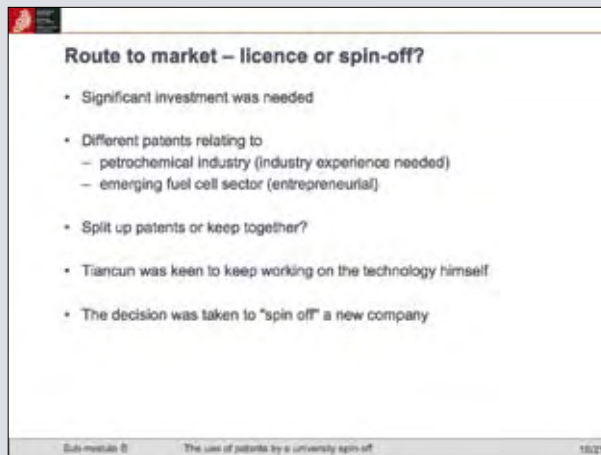 Route to market – licence or spin-off?
• Significant investment was needed
• Different patents relating to
– petrochemical industry (industry experience needed)
– emerging fuel cell sector (entrepreneurial)
• Split up patents or keep together?
• Tiancun was keen to keep working on the technology himself
• The decision was taken to "spin off" a new company
Sub-module B The use of patents by a university spin-off